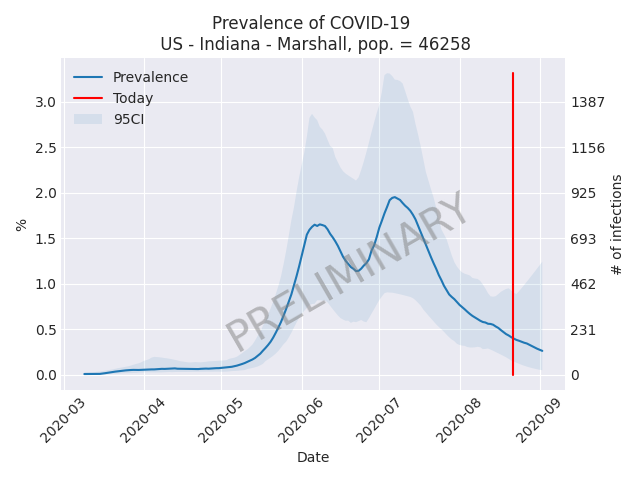 Prevalence of COVID-19
US - Indiana - Marshall, pop. = 46258
Prevalence
Today
95CI
3.0
2.5
2.0
1.5
1.0
0.5
0.0
%
1387
1156
925
693
462
231
0
# of infections
PRELIMINARY
2020-03
2020-04
2020-05
2020-06
2020-07
2020-08
2020-09
Date